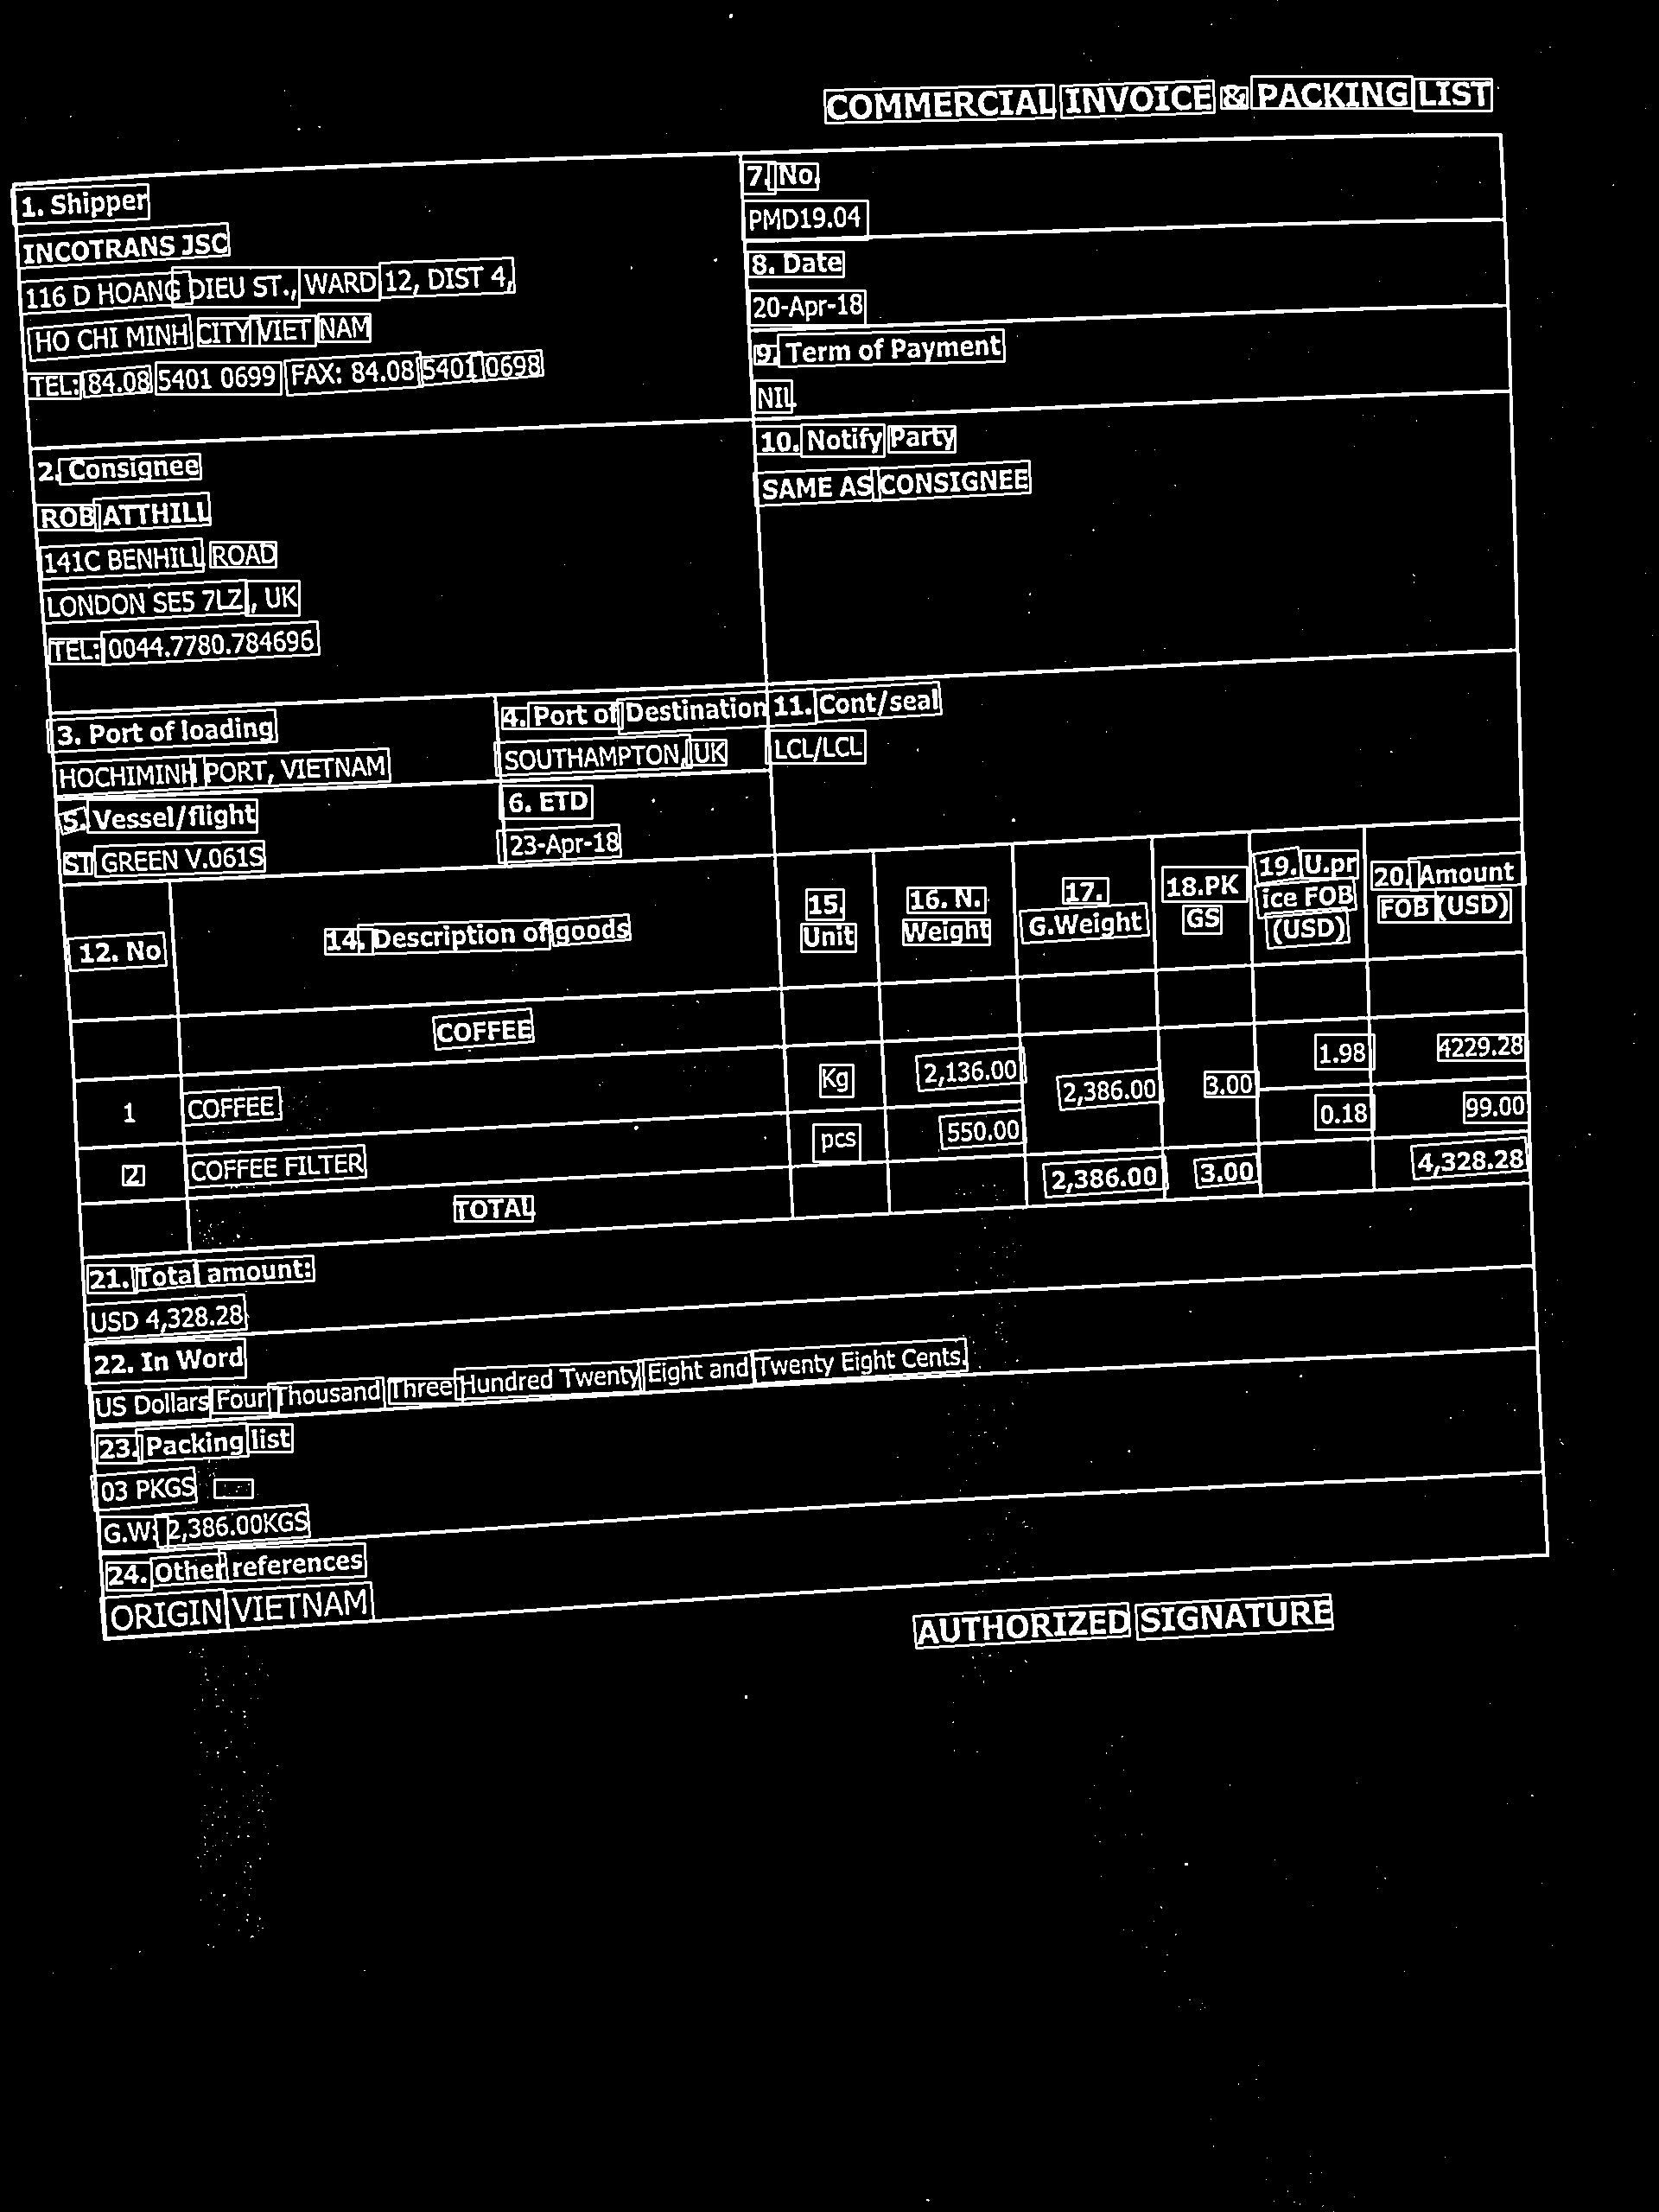 COMMERCIAL INVOICE & PACKING LIST
1. Shipper
INCOTRANS JSC
116 D HOANG DIEU ST., WARD 12, DIST 4,
HO CHI MINH CITY VIET NAM
TEL: 84.08 5401 0699 FAX: 84.08 5401 0698
7. No.
PMD19.04
8. Date
20-Apr-18
9. Term of Payment
NIL
2. Consignee
ROB ATTHILL
141C BENHILL ROAD
LONDON SE5 7LZ, UK
TEL: 0044.7780.784696
10. Notify Party
SAME AS CONSIGNEE
3. Port of loading
HOCHIMINH PORT, VIETNAM
4. Port of Destination
SOUTHAMPTON, UK
11. Cont/seal
LCL/LCL
5. Vessel/flight
ST GREEN V.061S
6. ETD
23-Apr-18
12. No 14. Description of goods 15. Unit 16. N. Weight 17. G.Weight 18.PK GS 19. U.pr ice FOB (USD) 20. Amount FOB (USD)
COFFEE
1 COFFEE Kg 2,136.00 2,386.00 3.00 1.98 4229.28
2 COFFEE FILTER pcs 550.00 0.18 99.00
TOTAL 2,386.00 3.00 4,328.28
21. Total amount:
USD 4,328.28
22. In Word
US Dollars Four Thousand Three Hundred Twenty Eight and Twenty Eight Cents.
23. Packing list
03 PKGS
G.W: 2,386.00KGS
24. Other references
ORIGIN VIETNAM
AUTHORIZED SIGNATURE